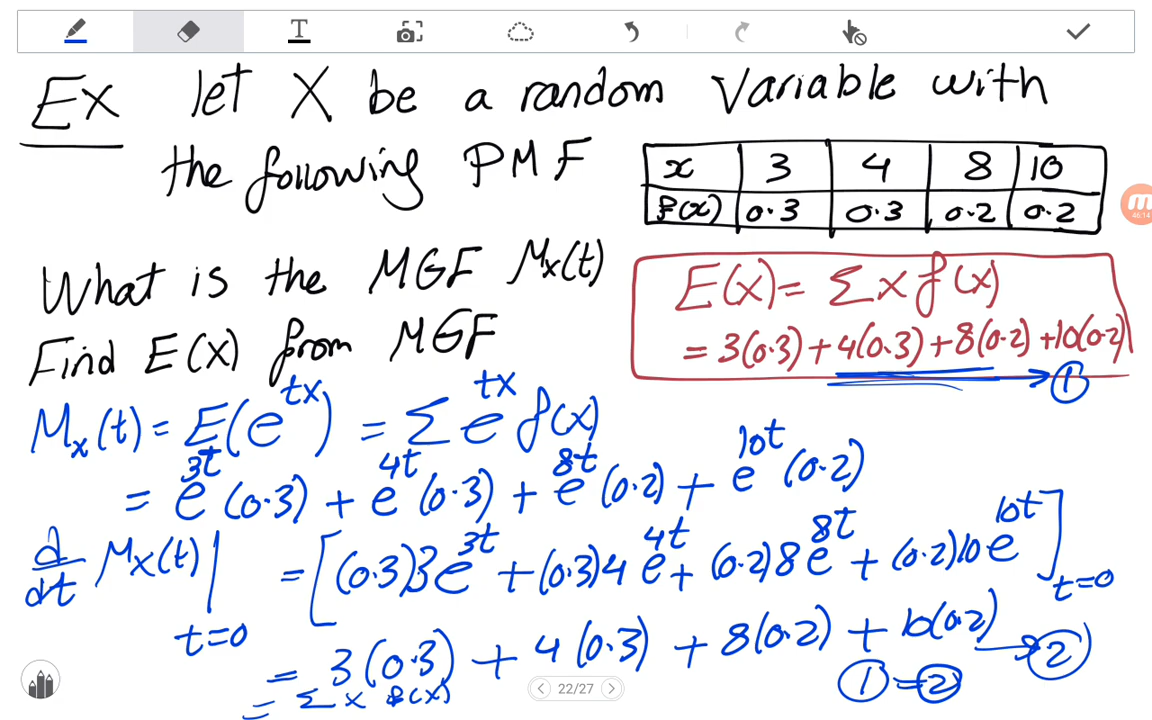 T
Ex let X be a random Variable with
the following PMF
x 3 4 8 10
f(x) 0.3 0.3 0.2 0.2
M
46:14
What is the MGF Mx(t)
Find E(X) from MGF
E(X)= Σ x f(x)
= 3(0.3) + 4(0.3) + 8(0.2) + 10(0.2)
→ ①
Mx(t) = E(e^tx) = Σ e^tx f(x)
= e^3t (0.3) + e^4t (0.3) + e^8t (0.2) + e^10t (0.2)
d/dt Mx(t) | t=0 = [(0.3)3e^3t + (0.3)4 e^4t + (0.2)8e^8t + (0.2)10e^10t] t=0
= 3(0.3) + 4(0.3) + 8(0.2) + 10(0.2) → ②
= Σ x f(x)
① = ②
22/27